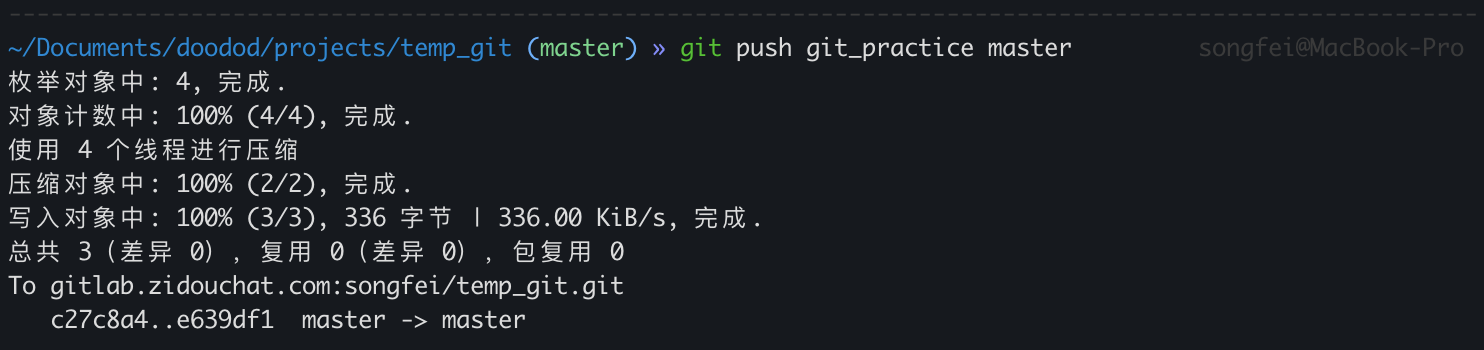 ~/Documents/doodod/projects/temp_git (master) » git push git_practice master songfei@MacBook-Pro
枚举对象中: 4, 完成.
对象计数中: 100% (4/4), 完成.
使用 4 个线程进行压缩
压缩对象中: 100% (2/2), 完成.
写入对象中: 100% (3/3), 336 字节 | 336.00 KiB/s, 完成.
总共 3（差异 0），复用 0（差异 0），包复用 0
To gitlab.zidouchat.com:songfei/temp_git.git
   c27c8a4..e639df1  master -> master